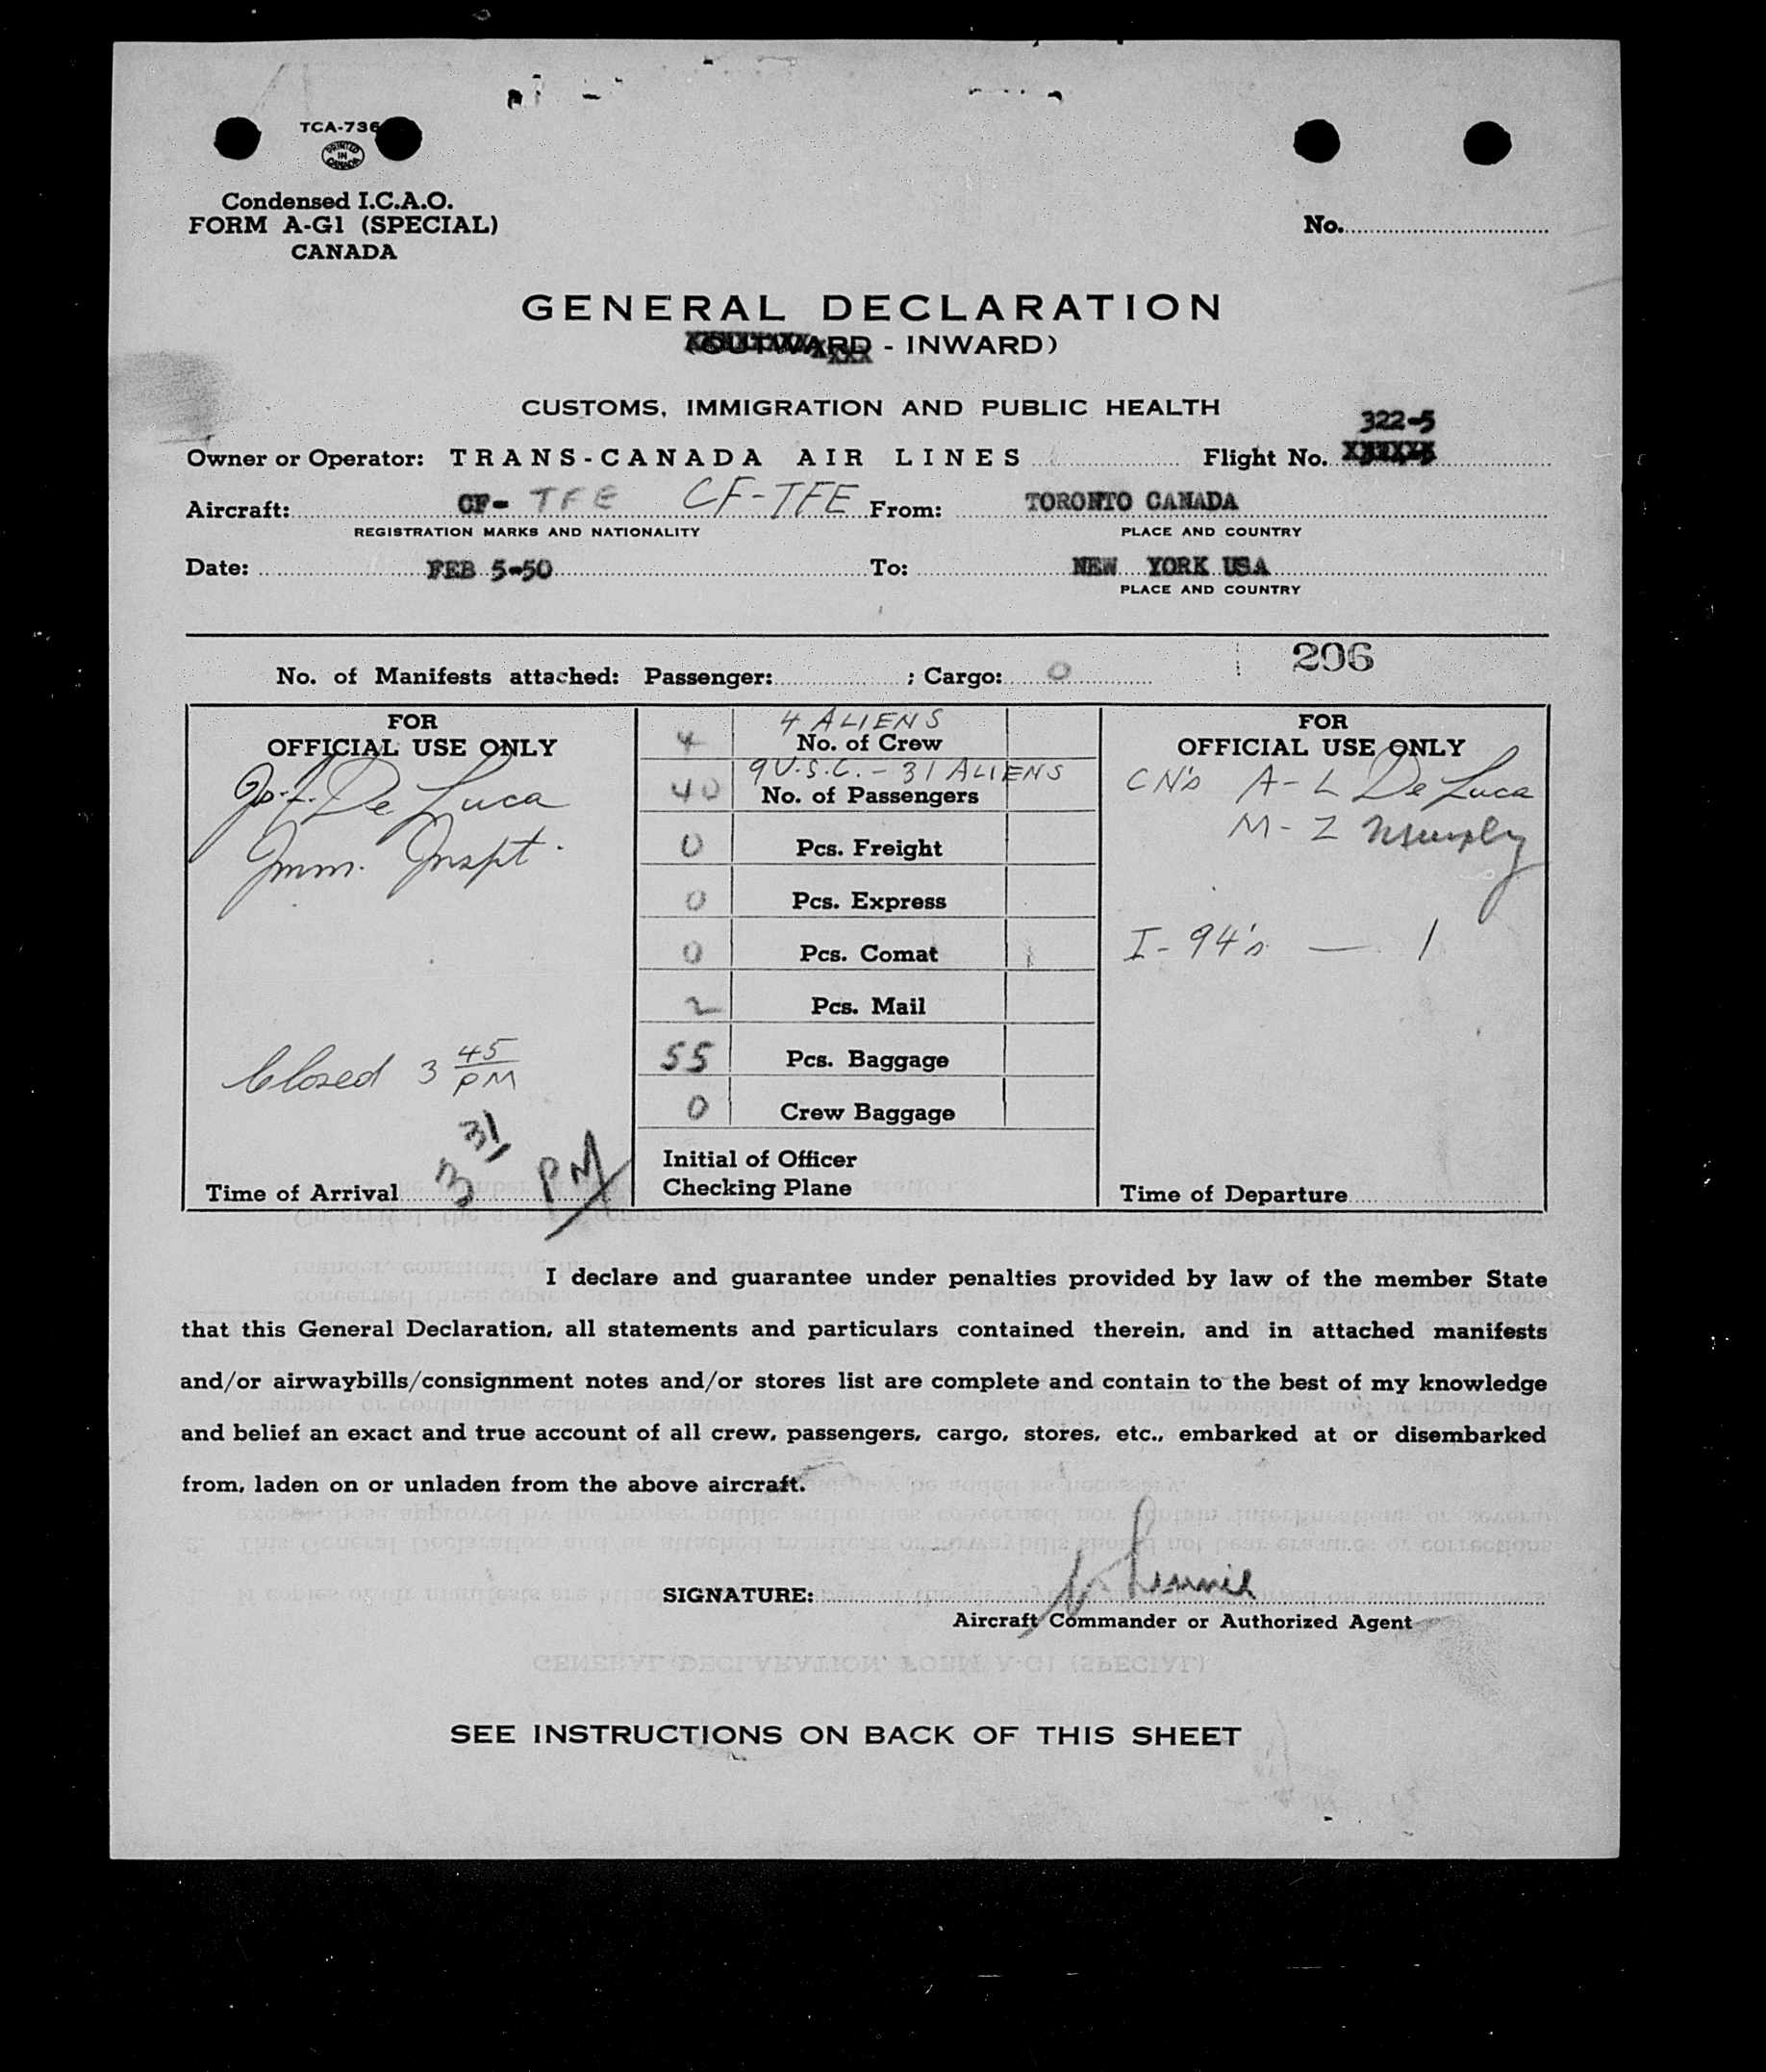 TCA-736
PRINTED IN CANADA
Condensed I.C.A.O.
FORM A-G1 (SPECIAL)
CANADA
No.
GENERAL DECLARATION
(OUTWARD - INWARD)
CUSTOMS, IMMIGRATION AND PUBLIC HEALTH
322-5
Owner or Operator: TRANS-CANADA AIR LINES Flight No.
Aircraft: CF- TFE CF-TFE From: TORONTO CANADA
REGISTRATION MARKS AND NATIONALITY PLACE AND COUNTRY
Date: FEB 5-50 To: NEW YORK USA
PLACE AND COUNTRY
206
No. of Manifests attached: Passenger: ; Cargo: 0
FOR
OFFICIAL USE ONLY
De Luca
Imm. Inspt.
Closed 3 45 PM
Time of Arrival 3 31 PM
4 ALIENS
4 No. of Crew
9 U.S.C. - 31 ALIENS
40 No. of Passengers
0 Pcs. Freight
0 Pcs. Express
0 Pcs. Comat
2 Pcs. Mail
55 Pcs. Baggage
0 Crew Baggage
Initial of Officer
Checking Plane
FOR
OFFICIAL USE ONLY
CN's A-L De Luca
M-Z Murphy
I-94's — 1
Time of Departure
I declare and guarantee under penalties provided by law of the member State
that this General Declaration, all statements and particulars contained therein, and in attached manifests
and/or airwaybills/consignment notes and/or stores list are complete and contain to the best of my knowledge
and belief an exact and true account of all crew, passengers, cargo, stores, etc., embarked at or disembarked
from, laden on or unladen from the above aircraft.
SIGNATURE:
Aircraft Commander or Authorized Agent
SEE INSTRUCTIONS ON BACK OF THIS SHEET